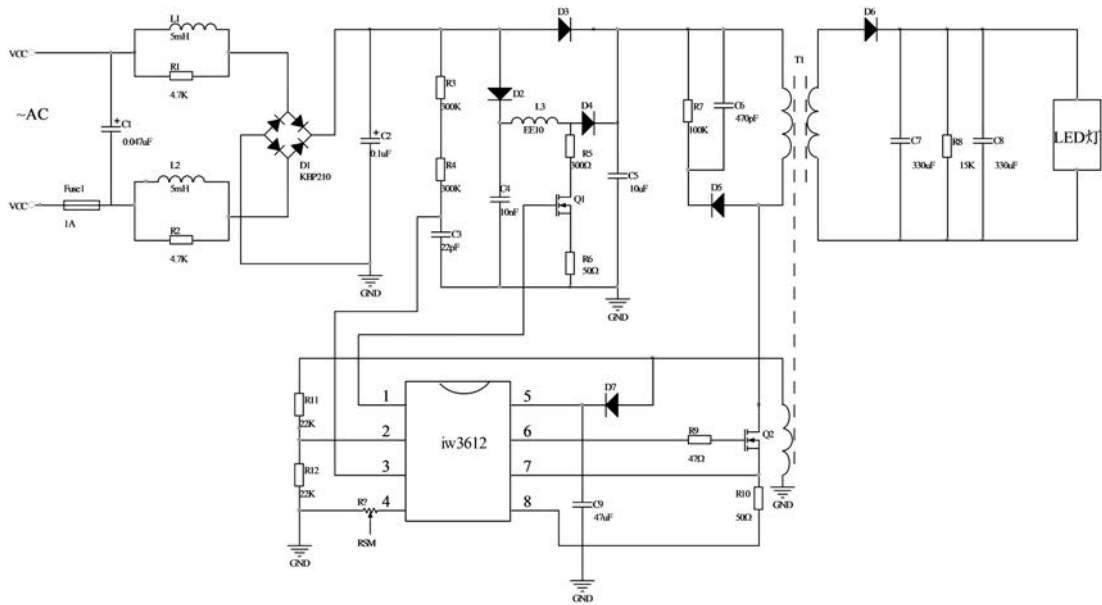 L1
5mH
VCC
R1
4.7K
~AC
C1
0.047uF
D1
KBP210
L2
5mH
Fuse1
VCC
1A
R2
4.7K
C2
0.1uF
GND
R3
300K
R4
300K
C3
22pF
D2
L3
EE10
C4
10nF
D3
D4
R5
300Ω
Q1
R6
50Ω
C5
10uF
GND
R7
100K
C6
470pF
D5
T1
D6
C7
330uF
R8
15K
C8
330uF
LED灯
R11
22K
R12
22K
GND
R?
RSM
1
2
3
4
iw3612
5
6
7
8
D7
C9
47uF
GND
R9
47Ω
Q2
R10
50Ω
GND